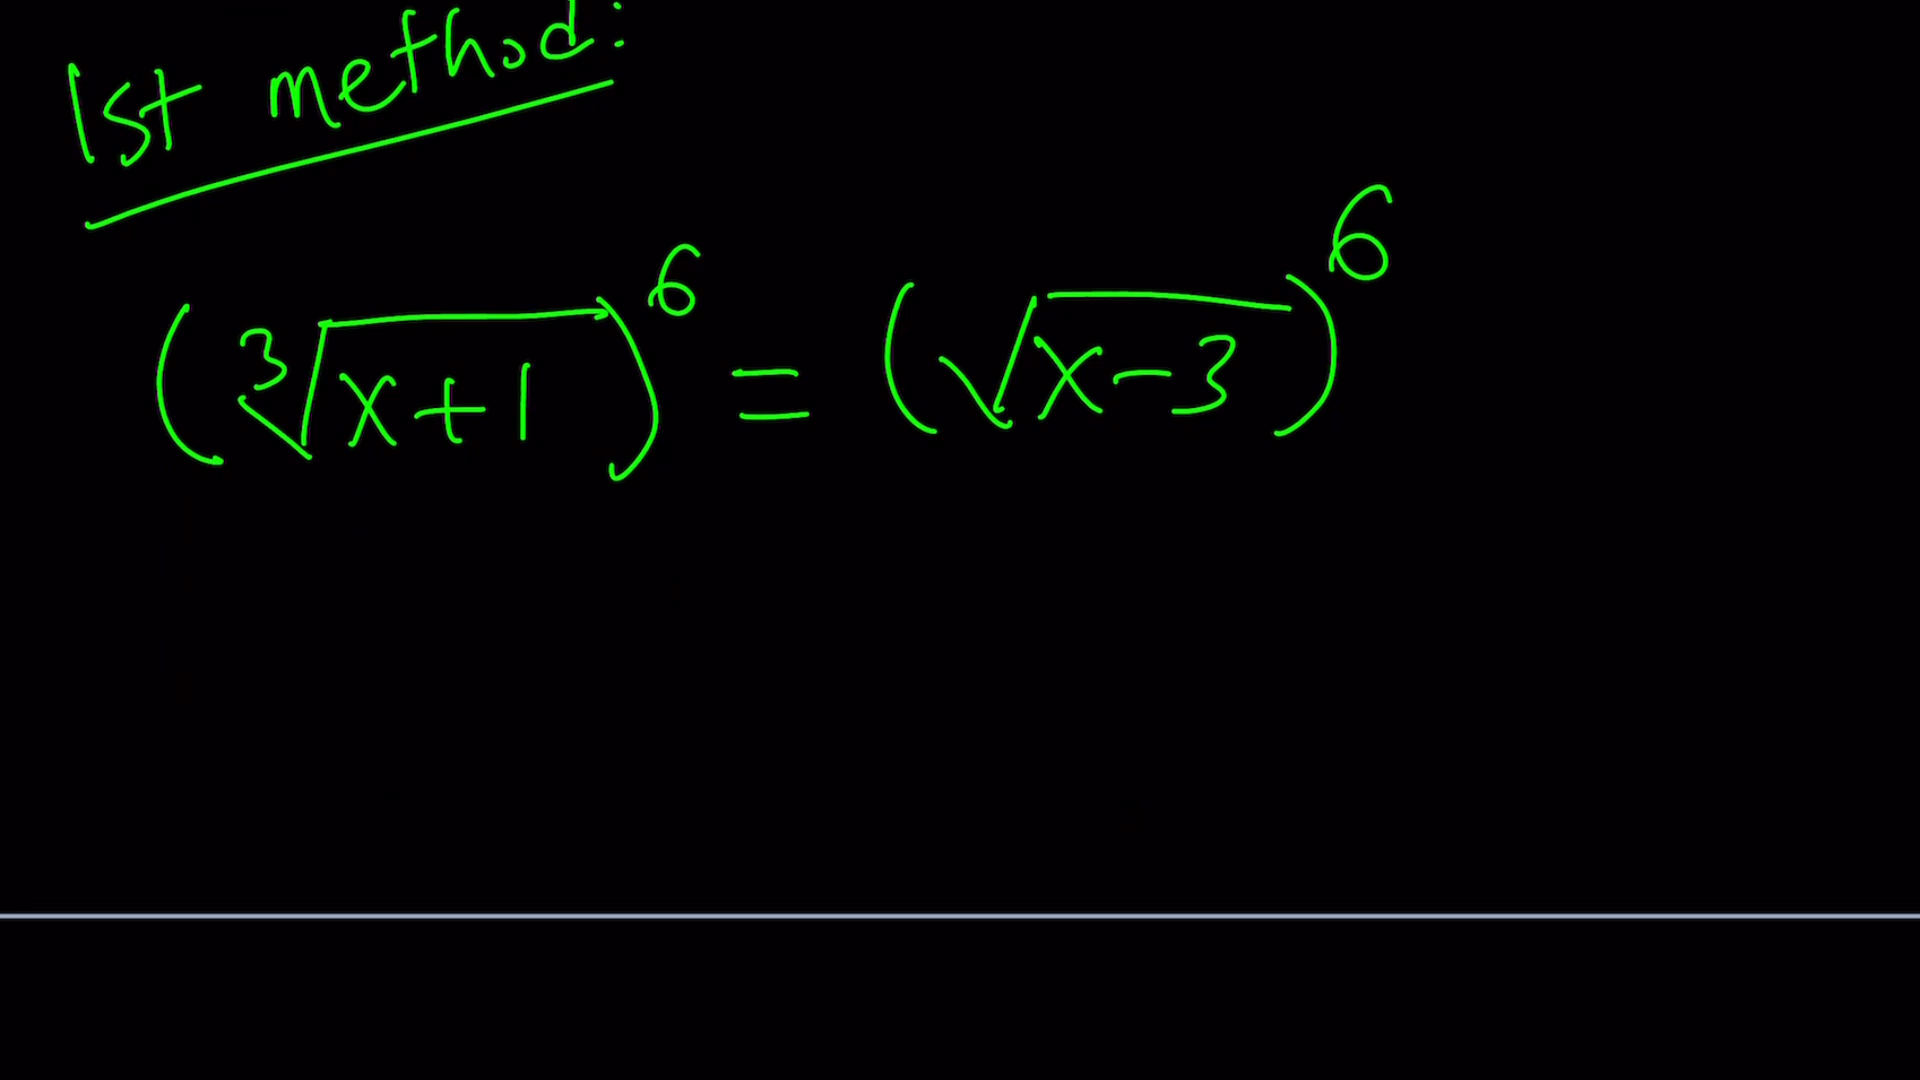 1st method:
(∛(x+1))⁶ = (√(x-3))⁶